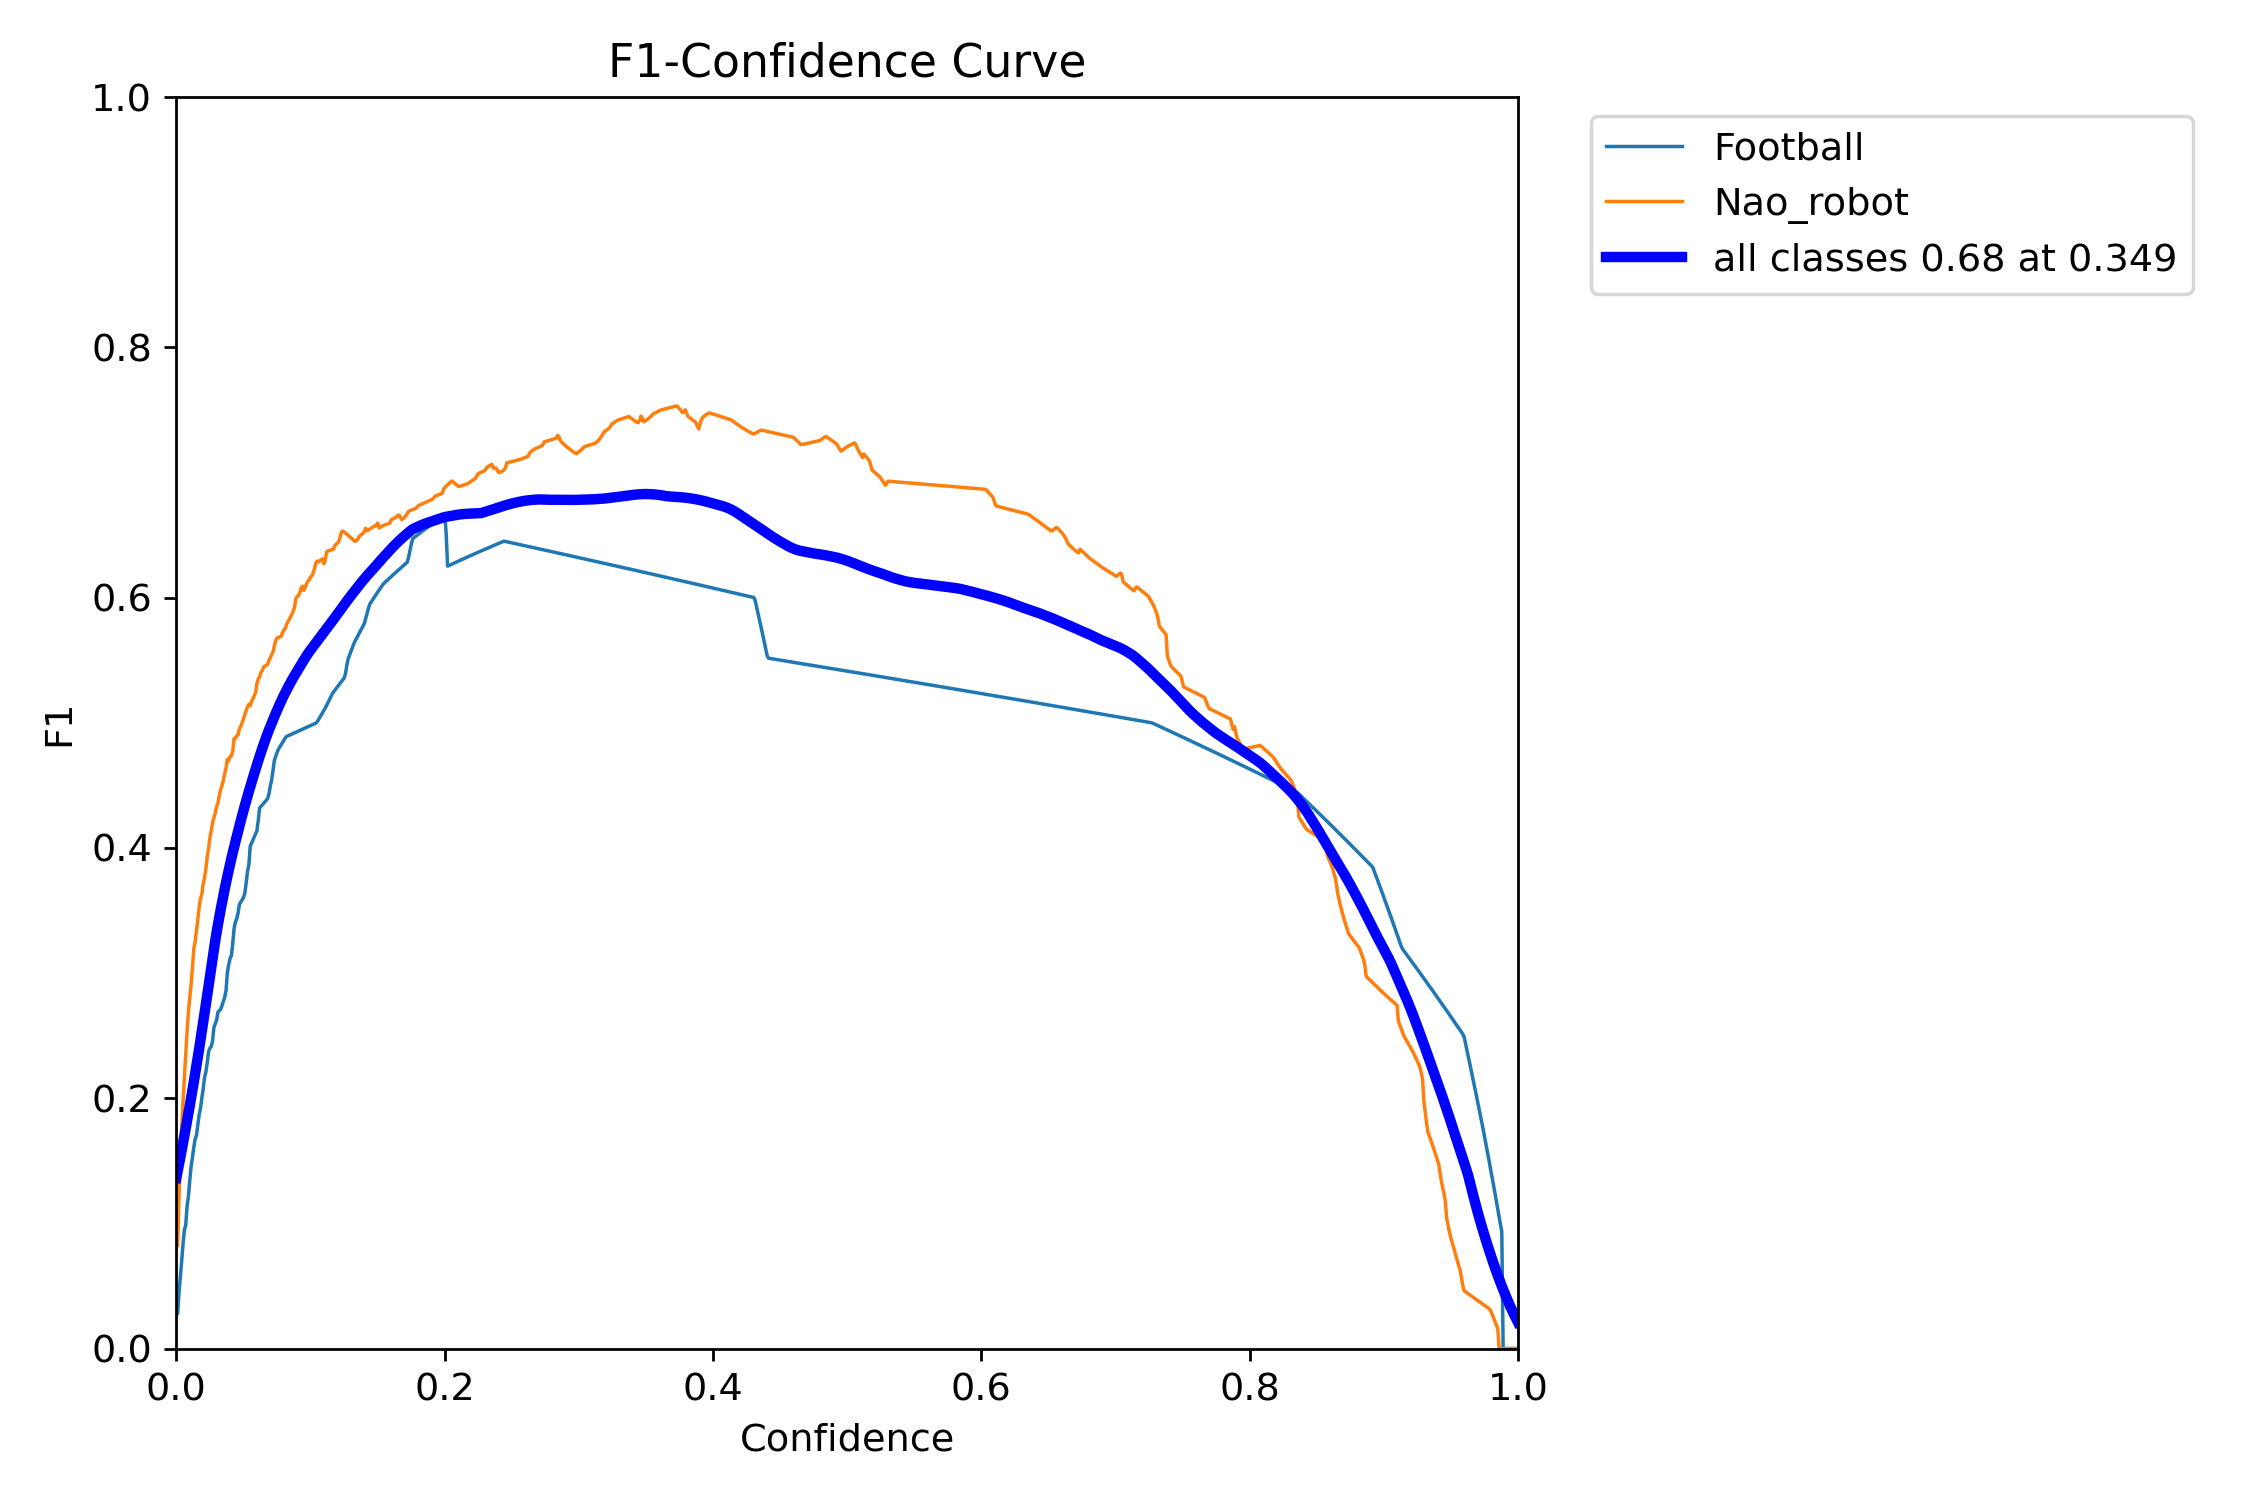 F1-Confidence Curve
1.0
0.8
0.6
0.4
0.2
0.0
F1
0.0 0.2 0.4 0.6 0.8 1.0
Confidence
Football
Nao_robot
all classes 0.68 at 0.349